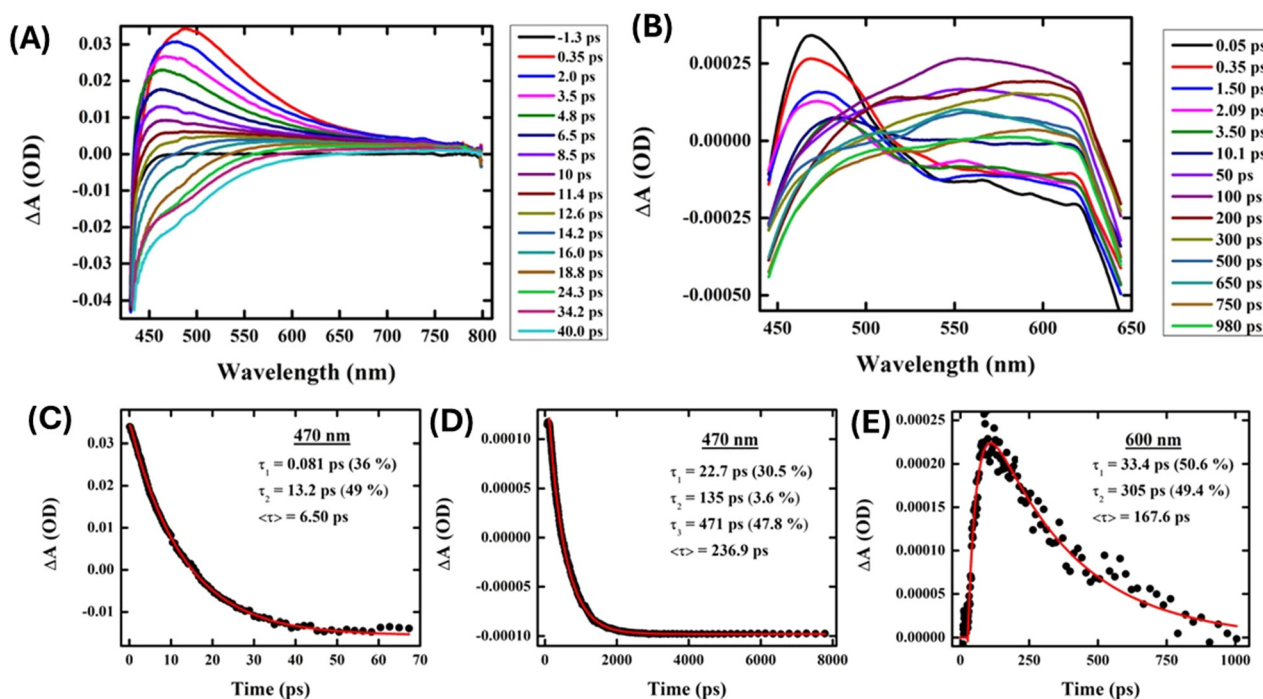 (A)
0.03
0.02
0.01
0.00
-0.01
-0.02
-0.03
-0.04
ΔA (OD)
450 500 550 600 650 700 750 800
Wavelength (nm)
-1.3 ps
0.35 ps
2.0 ps
3.5 ps
4.8 ps
6.5 ps
8.5 ps
10 ps
11.4 ps
12.6 ps
14.2 ps
16.0 ps
18.8 ps
24.3 ps
34.2 ps
40.0 ps
(B)
0.00025
0.00000
-0.00025
-0.00050
ΔA (OD)
450 500 550 600 650
Wavelength (nm)
0.05 ps
0.35 ps
1.50 ps
2.09 ps
3.50 ps
10.1 ps
50 ps
100 ps
200 ps
300 ps
500 ps
650 ps
750 ps
980 ps
(C)
0.03
0.02
0.01
0.00
-0.01
ΔA (OD)
470 nm
τ1 = 0.081 ps (36 %)
τ2 = 13.2 ps (49 %)
<τ> = 6.50 ps
0 10 20 30 40 50 60 70
Time (ps)
(D)
0.00010
0.00005
0.00000
-0.00005
-0.00010
ΔA (OD)
470 nm
τ1 = 22.7 ps (30.5 %)
τ2 = 135 ps (3.6 %)
τ3 = 471 ps (47.8 %)
<τ> = 236.9 ps
0 2000 4000 6000 8000
Time (ps)
(E)
0.00025
0.00020
0.00015
0.00010
0.00005
0.00000
ΔA (OD)
600 nm
τ1 = 33.4 ps (50.6 %)
τ2 = 305 ps (49.4 %)
<τ> = 167.6 ps
0 250 500 750 1000
Time (ps)